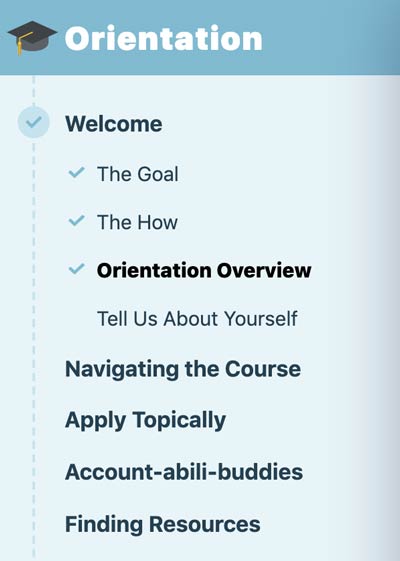 Orientation
Welcome
The Goal
The How
Orientation Overview
Tell Us About Yourself
Navigating the Course
Apply Topically
Account-abili-buddies
Finding Resources